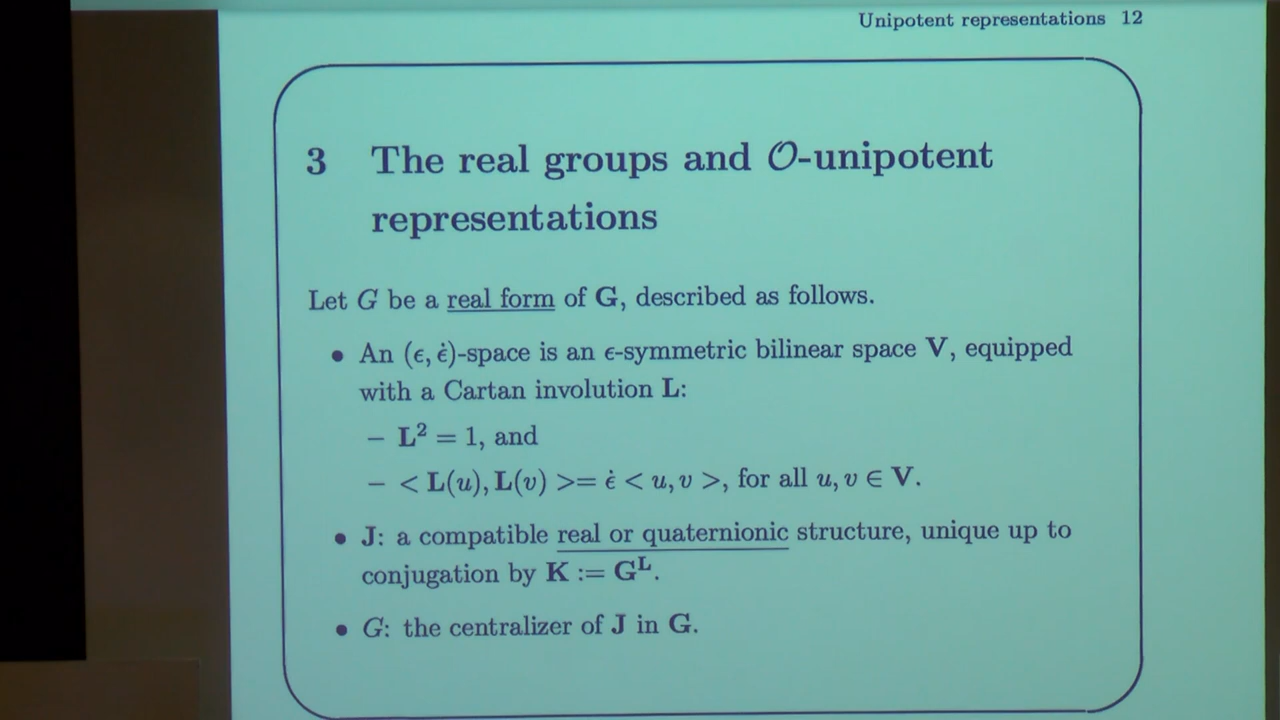 Unipotent representations 12
3 The real groups and 𝒪-unipotent
representations
Let G be a real form of G, described as follows.
• An (ϵ, ϵ̇)-space is an ϵ-symmetric bilinear space V, equipped
with a Cartan involution L:
– L² = 1, and
– < L(u), L(v) >= ϵ̇ < u, v >, for all u, v ∈ V.
• J: a compatible real or quaternionic structure, unique up to
conjugation by K := Gᴸ.
• G: the centralizer of J in G.